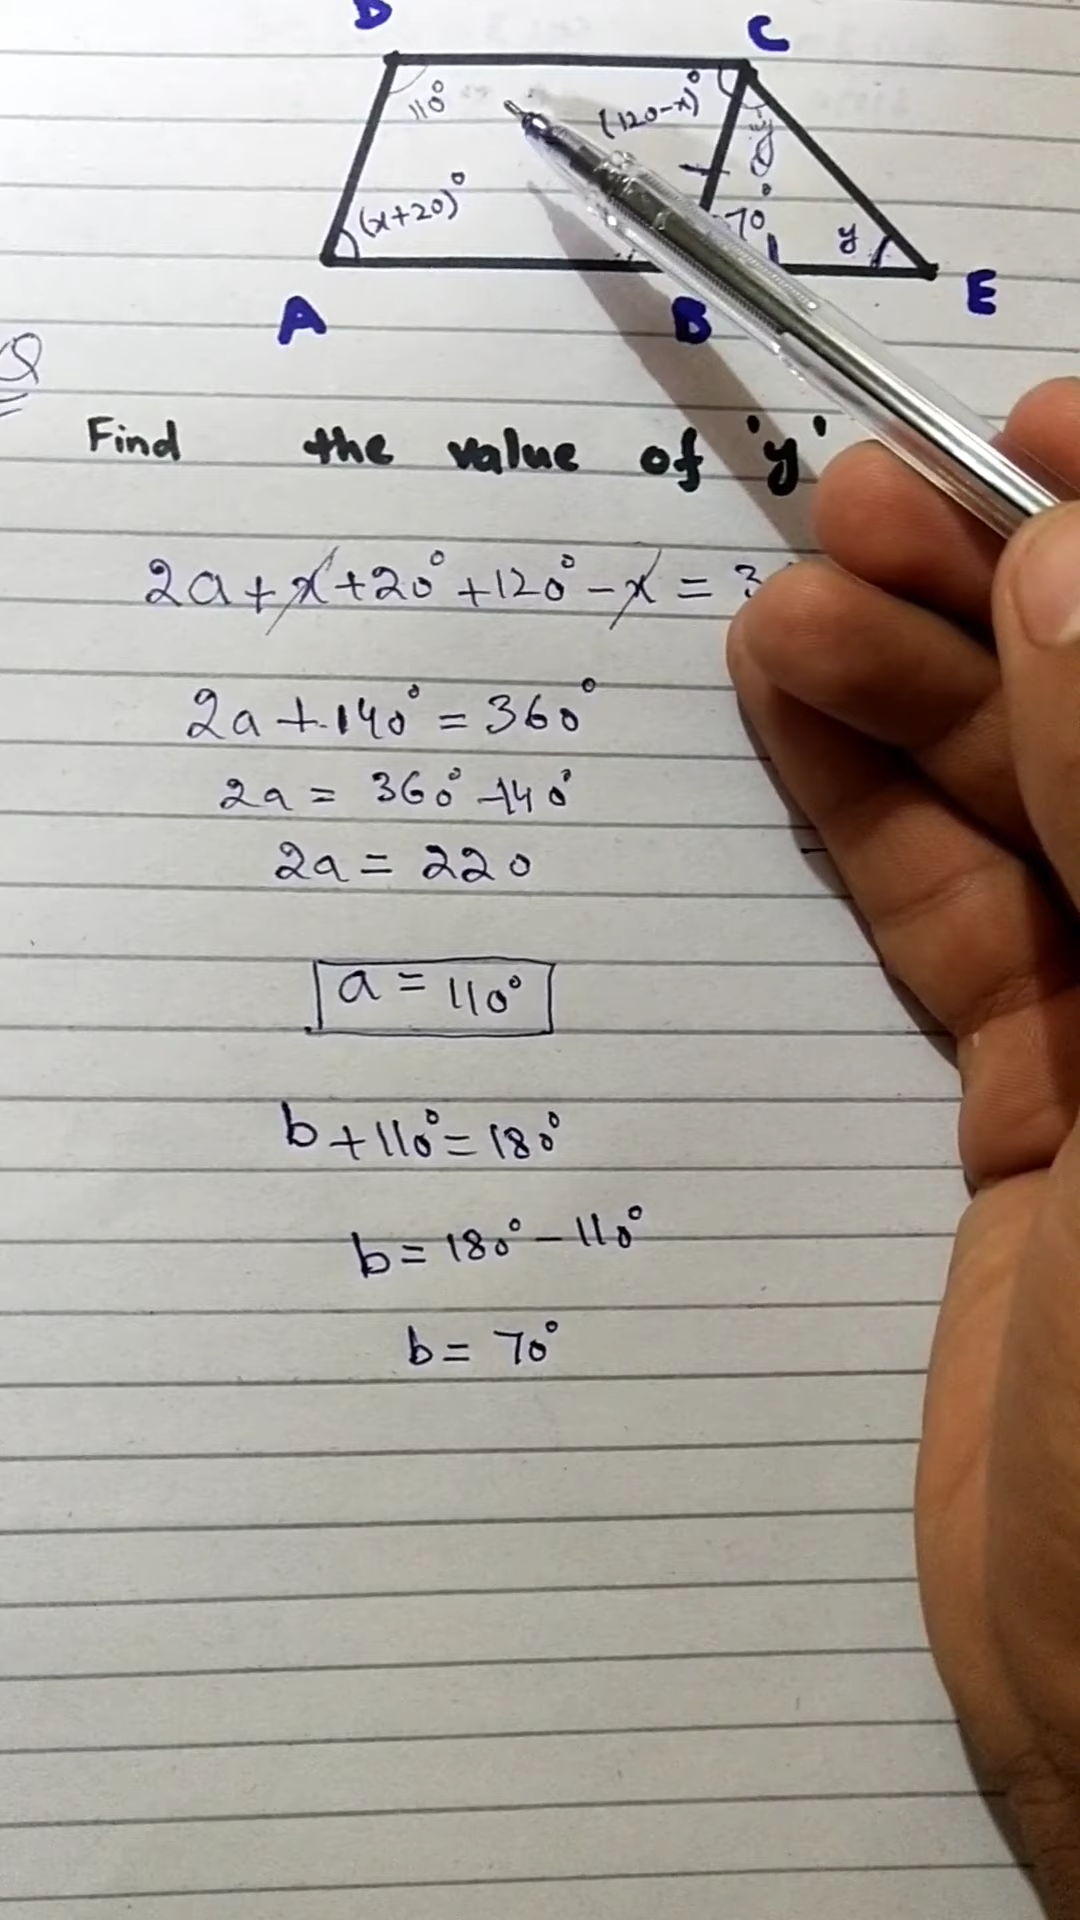 D C
110° (120-x)° y
(x+20)° 70° y
A B E
Q
Find the value of 'y'
2a + x + 20° + 120° - x = 3
2a + 140° = 360°
2a = 360° - 140°
2a = 220
a = 110°
b + 110° = 180°
b = 180° - 110°
b = 70°